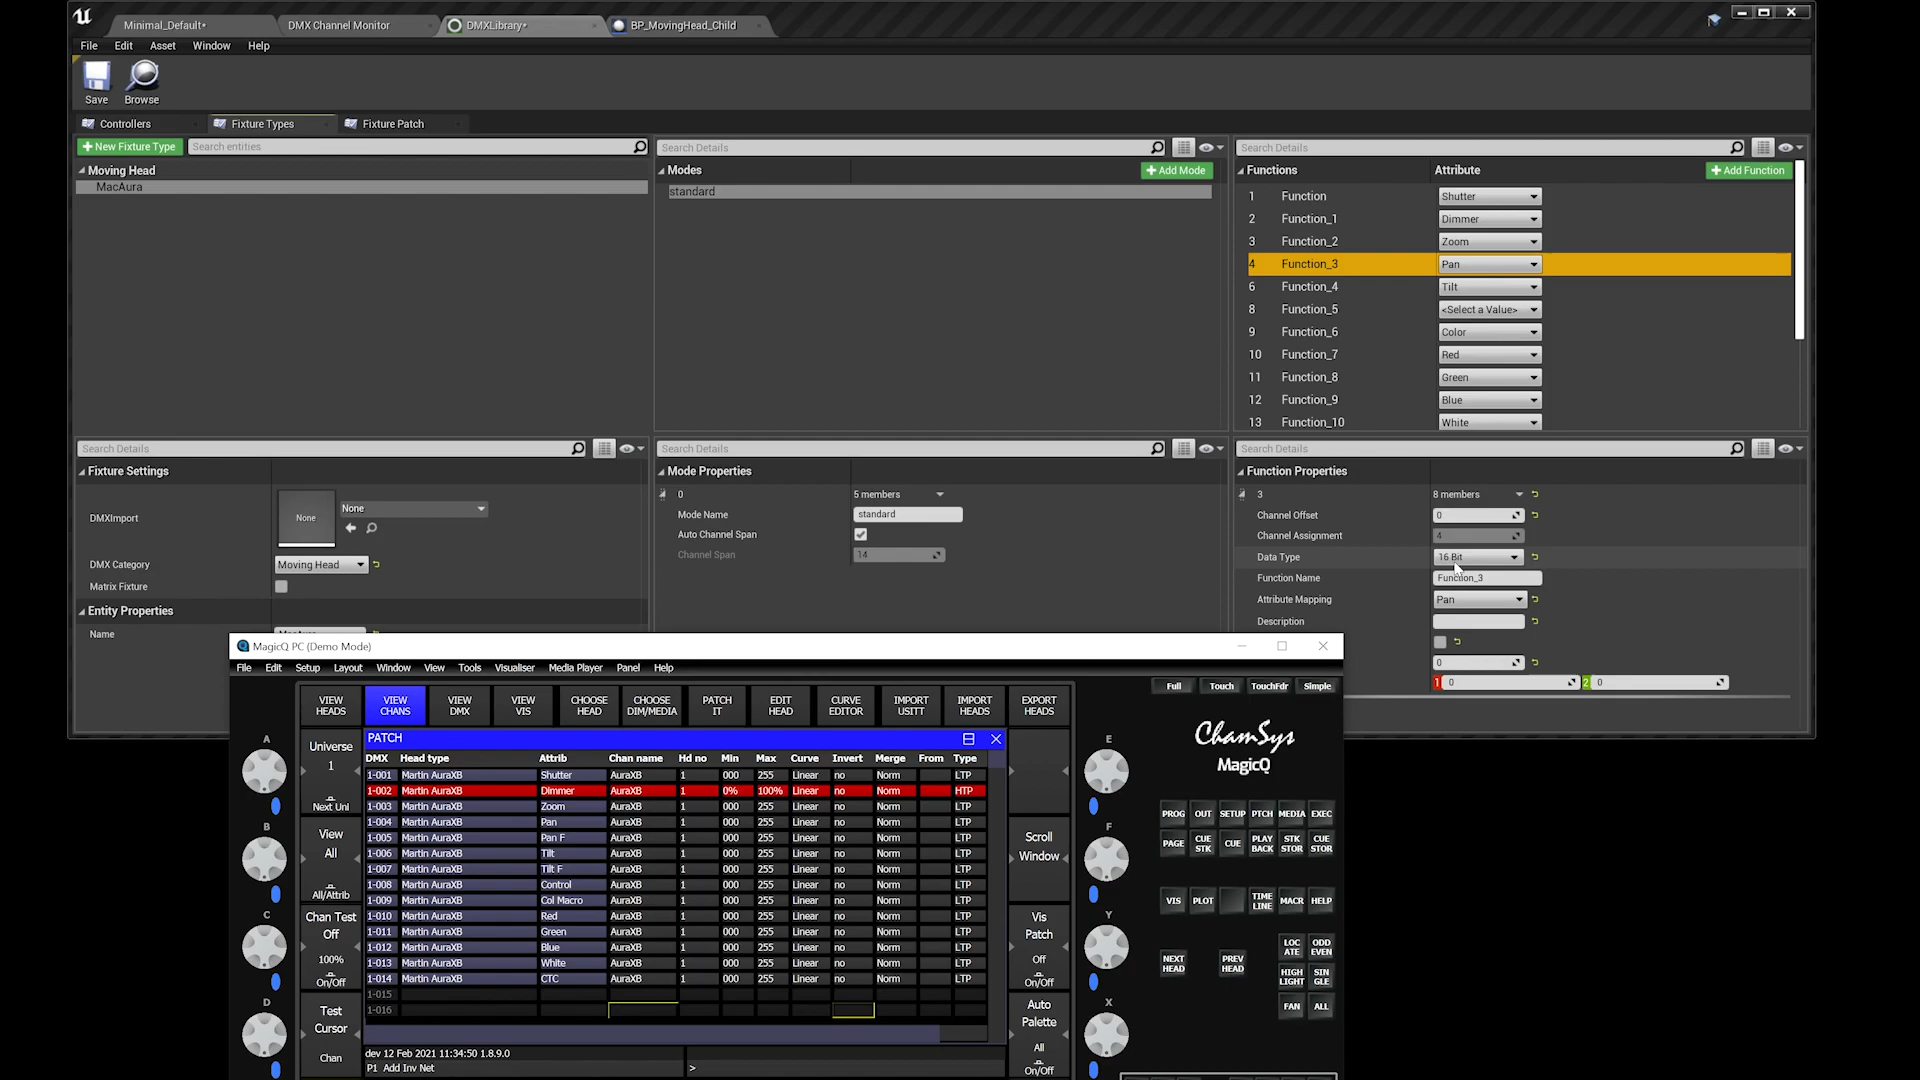 Minimal_Default*
DMX Channel Monitor
DMXLibrary*
BP_MovingHead_Child
File Edit Asset Window Help
Save Browse
Controllers
Fixture Types
Fixture Patch
New Fixture Type
Search entities
Moving Head
MacAura
Search Details
Modes
Add Mode
standard
Search Details
Functions Attribute
Add Function
1 Function Shutter
2 Function_1 Dimmer
3 Function_2 Zoom
4 Function_3 Pan
6 Function_4 Tilt
8 Function_5 <Select a Value>
9 Function_6 Color
10 Function_7 Red
11 Function_8 Green
12 Function_9 Blue
13 Function_10 White
Search Details
Fixture Settings
DMXImport None None
DMX Category Moving Head
Matrix Fixture
Entity Properties
Name
Search Details
Mode Properties
0 5 members
Mode Name standard
Auto Channel Span
Channel Span 14
Search Details
Function Properties
3 8 members
Channel Offset 0
Channel Assignment 4
Data Type 16 Bit
Function Name Function_3
Attribute Mapping Pan
Description
0
1 0 2 0
MagicQ PC (Demo Mode)
File Edit Setup Layout Window View Tools Visualiser Media Player Panel Help
VIEW HEADS
VIEW CHANS
VIEW DMX
VIEW VIS
CHOOSE HEAD
CHOOSE DIM/MEDIA
PATCH IT
EDIT HEAD
CURVE EDITOR
IMPORT USITT
IMPORT HEADS
EXPORT HEADS
Full Touch TouchFdr Simple
A
Universe
1
Next Uni
B
View
All
All/Attrib
C
Chan Test
Off
100%
On/Off
D
Test
Cursor
Chan
PATCH
DMX Head type Attrib Chan name Hd no Min Max Curve Invert Merge From Type
1-001 Martin AuraXB Shutter AuraXB 1 000 255 Linear no Norm LTP
1-002 Martin AuraXB Dimmer AuraXB 1 0% 100% Linear no Norm HTP
1-003 Martin AuraXB Zoom AuraXB 1 000 255 Linear no Norm LTP
1-004 Martin AuraXB Pan AuraXB 1 000 255 Linear no Norm LTP
1-005 Martin AuraXB Pan F AuraXB 1 000 255 Linear no Norm LTP
1-006 Martin AuraXB Tilt AuraXB 1 000 255 Linear no Norm LTP
1-007 Martin AuraXB Tilt F AuraXB 1 000 255 Linear no Norm LTP
1-008 Martin AuraXB Control AuraXB 1 000 255 Linear no Norm LTP
1-009 Martin AuraXB Col Macro AuraXB 1 000 255 Linear no Norm LTP
1-010 Martin AuraXB Red AuraXB 1 000 255 Linear no Norm LTP
1-011 Martin AuraXB Green AuraXB 1 000 255 Linear no Norm LTP
1-012 Martin AuraXB Blue AuraXB 1 000 255 Linear no Norm LTP
1-013 Martin AuraXB White AuraXB 1 000 255 Linear no Norm LTP
1-014 Martin AuraXB CTC AuraXB 1 000 255 Linear no Norm LTP
1-015
1-016
dev 12 Feb 2021 11:34:50 1.8.9.0
P1 Add Inv Net
>
Scroll
Window
Vis
Patch
Off
On/Off
Auto
Palette
All
On/Off
E
F
Y
X
ChamSys
MagicQ
PROG OUT SETUP PTCH MEDIA EXEC
PAGE CUE STK CUE PLAY BACK STK STOR CUE STOR
VIS PLOT TIME LINE MACR HELP
NEXT HEAD PREV HEAD
LOC ATE ODD EVEN
HIGH LIGHT SIN GLE
FAN ALL